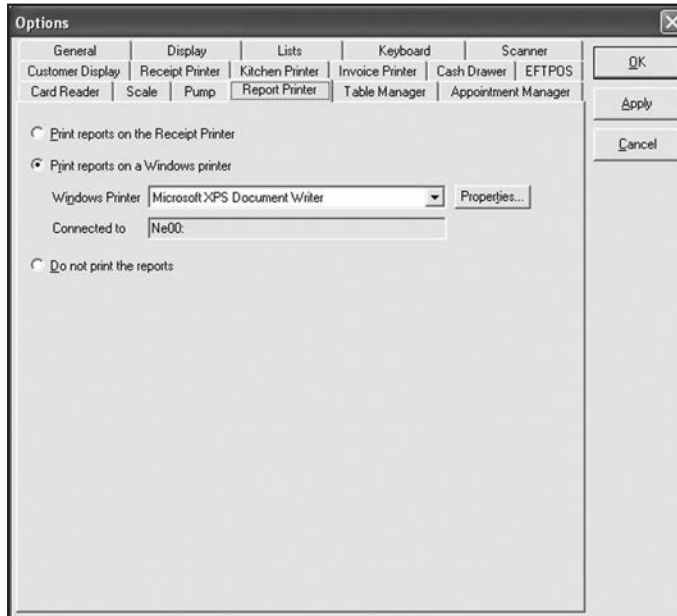 Options
General Display Lists Keyboard Scanner
Customer Display Receipt Printer Kitchen Printer Invoice Printer Cash Drawer EFTPOS
Card Reader Scale Pump Report Printer Table Manager Appointment Manager
OK
Apply
Cancel
Print reports on the Receipt Printer
Print reports on a Windows printer
Windows Printer Microsoft XPS Document Writer Properties...
Connected to Ne00:
Do not print the reports